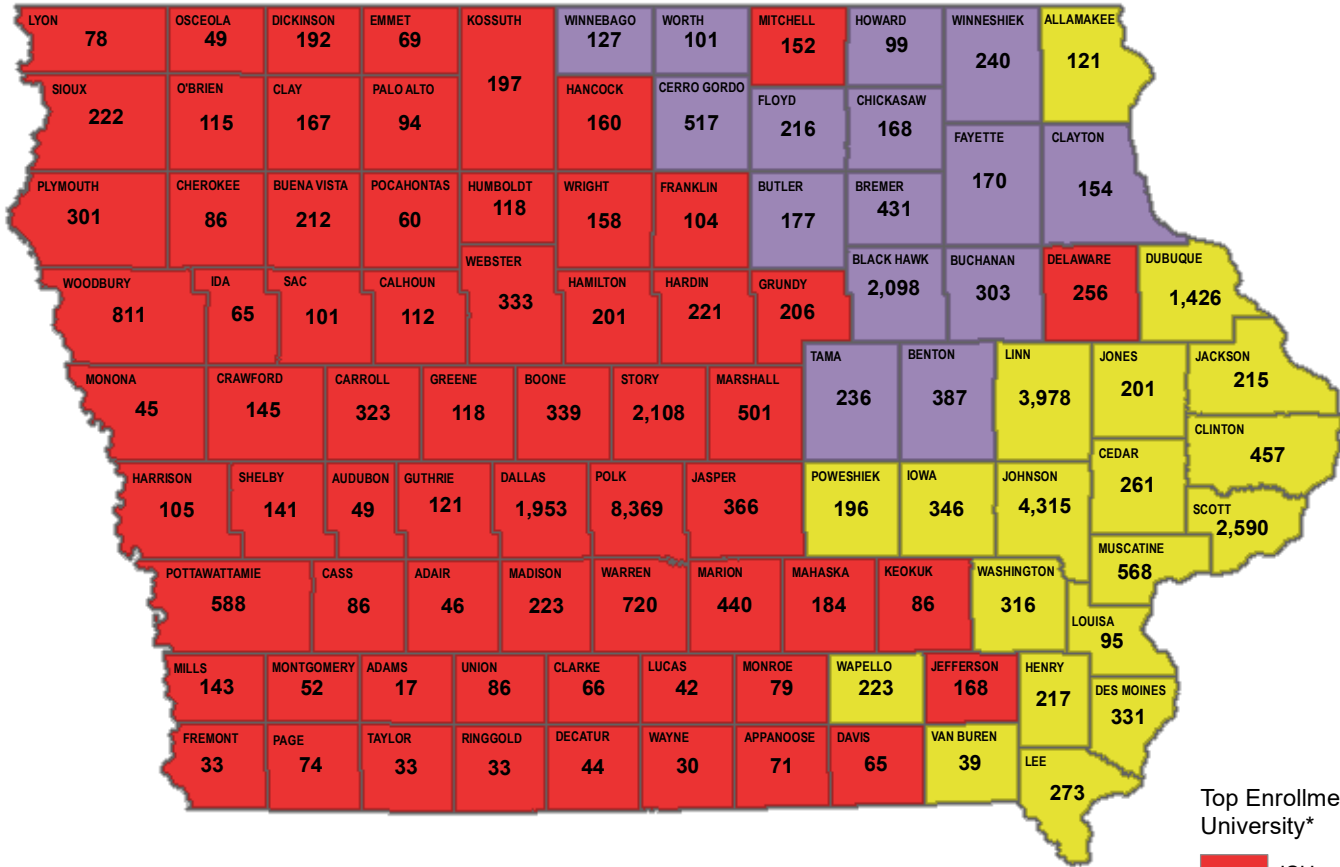 LYON
78
OSCEOLA
49
DICKINSON
192
EMMET
69
KOSSUTH
197
WINNEBAGO
127
WORTH
101
MITCHELL
152
HOWARD
99
WINNESHIEK
240
ALLAMAKEE
121
SIOUX
222
O'BRIEN
115
CLAY
167
PALO ALTO
94
HANCOCK
160
CERRO GORDO
517
FLOYD
216
CHICKASAW
168
FAYETTE
170
CLAYTON
154
PLYMOUTH
301
CHEROKEE
86
BUENA VISTA
212
POCAHONTAS
60
HUMBOLDT
118
WRIGHT
158
FRANKLIN
104
BUTLER
177
BREMER
431
WOODBURY
811
IDA
65
SAC
101
CALHOUN
112
WEBSTER
333
HAMILTON
201
HARDIN
221
GRUNDY
206
BLACK HAWK
2,098
BUCHANAN
303
DELAWARE
256
DUBUQUE
1,426
MONONA
45
CRAWFORD
145
CARROLL
323
GREENE
118
BOONE
339
STORY
2,108
MARSHALL
501
TAMA
236
BENTON
387
LINN
3,978
JONES
201
JACKSON
215
CLINTON
457
HARRISON
105
SHELBY
141
AUDUBON
49
GUTHRIE
121
DALLAS
1,953
POLK
8,369
JASPER
366
POWESHIEK
196
IOWA
346
JOHNSON
4,315
CEDAR
261
SCOTT
2,590
MUSCATINE
568
POTTAWATTAMIE
588
CASS
86
ADAIR
46
MADISON
223
WARREN
720
MARION
440
MAHASKA
184
KEOKUK
86
WASHINGTON
316
LOUISA
95
MILLS
143
MONTGOMERY
52
ADAMS
17
UNION
86
CLARKE
66
LUCAS
42
MONROE
79
WAPELLO
223
JEFFERSON
168
HENRY
217
DES MOINES
331
FREMONT
33
PAGE
74
TAYLOR
33
RINGGOLD
33
DECATUR
44
WAYNE
30
APPANOOSE
71
DAVIS
65
VAN BUREN
39
LEE
273
Top Enrollme
University*